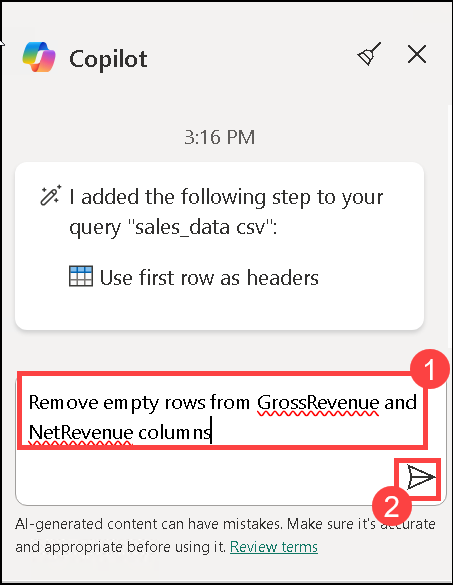 Copilot
3:16 PM
I added the following step to your
query "sales_data csv":
Use first row as headers
1
Remove empty rows from GrossRevenue and
NetRevenue columns
2
AI-generated content can have mistakes. Make sure it's accurate
and appropriate before using it. Review terms